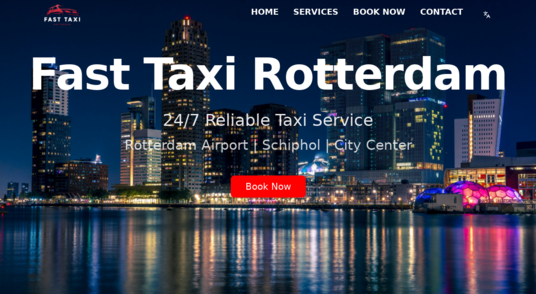 FAST TAXI
HOME SERVICES BOOK NOW CONTACT
Fast Taxi Rotterdam
24/7 Reliable Taxi Service
Rotterdam Airport | Schiphol | City Center
Book Now